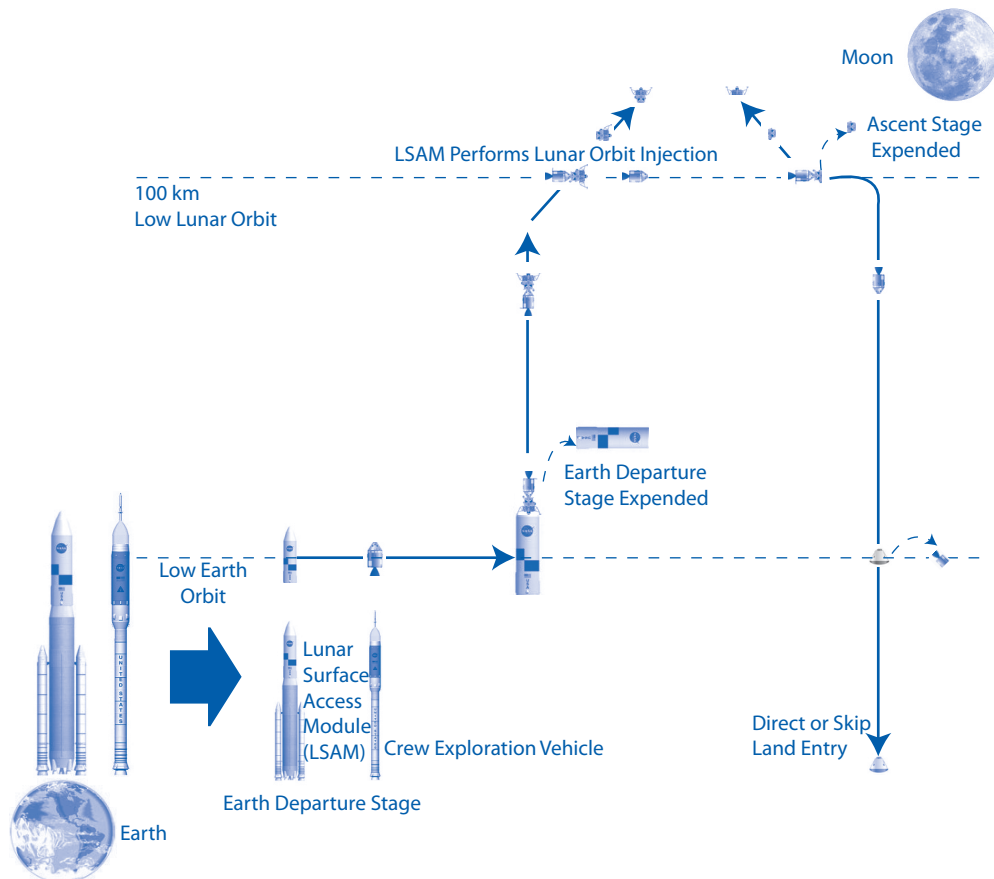 Moon
Ascent Stage
Expended
LSAM Performs Lunar Orbit Injection
100 km
Low Lunar Orbit
Earth Departure
Stage Expended
Low Earth
Orbit
UNITED STATES
Lunar
Surface
Access
Module
(LSAM)
Crew Exploration Vehicle
Earth Departure Stage
Direct or Skip
Land Entry
Earth